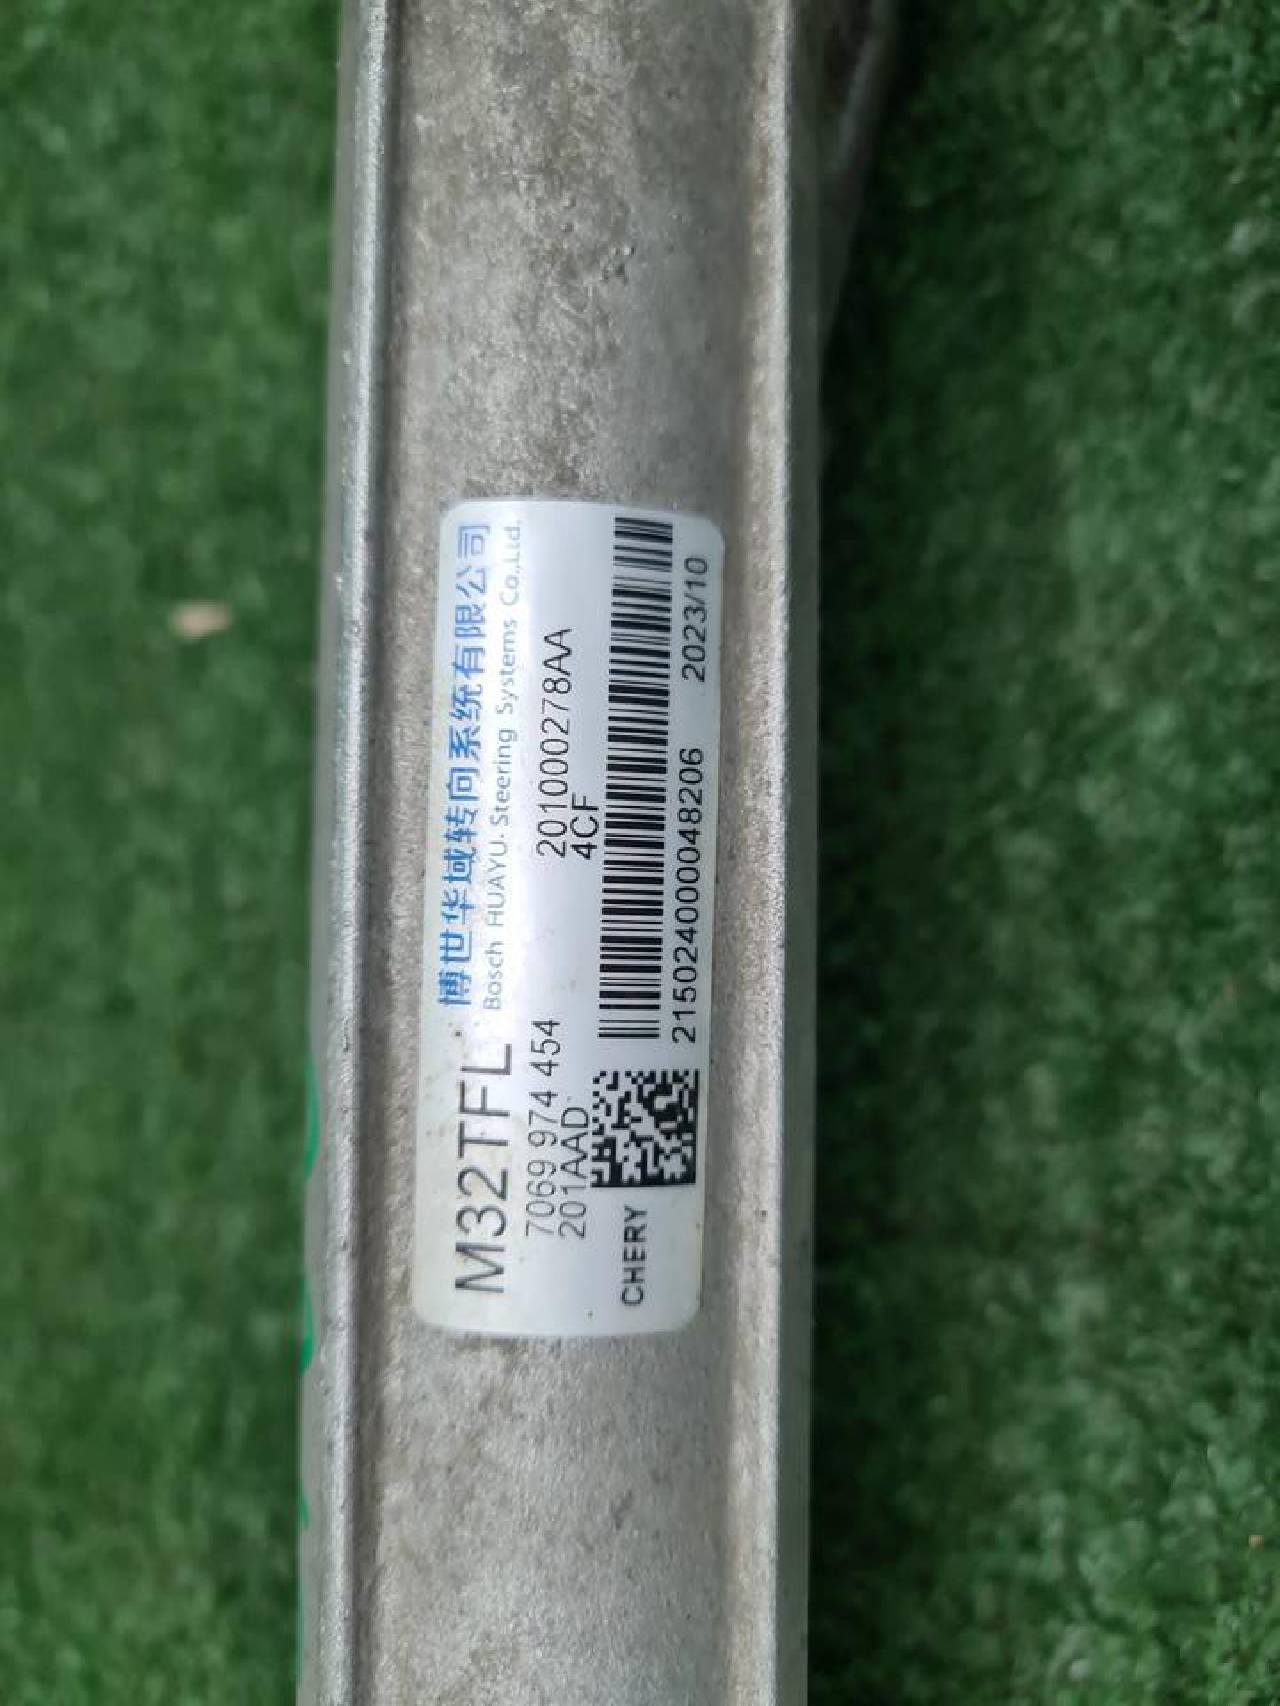 M32TFL
博世华域转向系统有限公司
Bosch HUAYU Steering Systems Co.,Ltd.
7069 974 454
201000278AA
201AAD
4CF
CHERY
215024000048206
2023/10